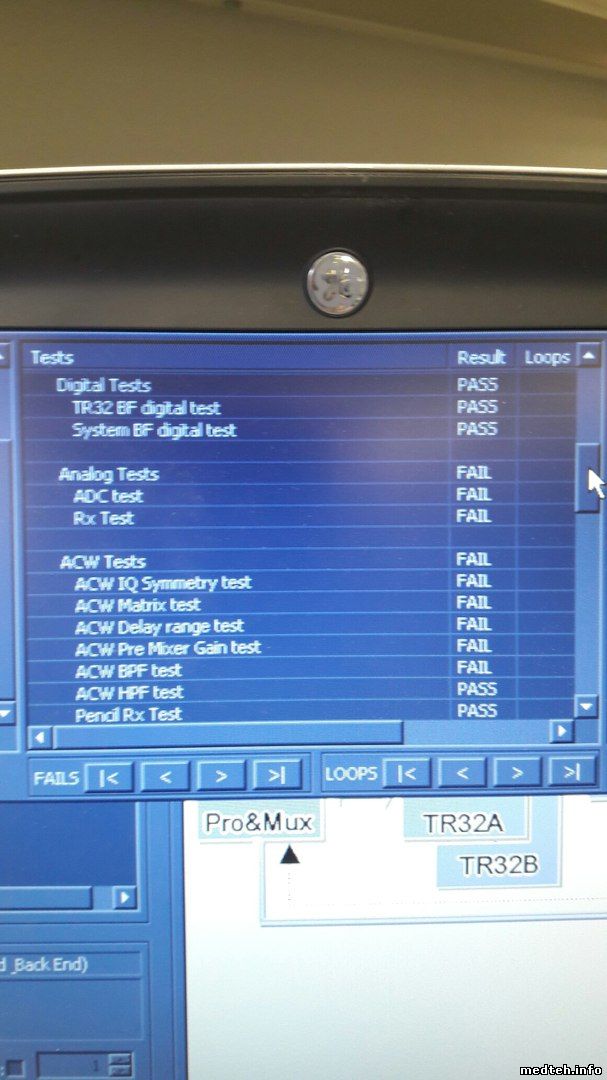 Tests Result Loops
Digital Tests PASS
TR32 BF digital test PASS
System BF digital test PASS
Analog Tests FAIL
ADC test FAIL
Rx Test FAIL
ACW Tests FAIL
ACW IQ Symmetry test FAIL
ACW Matrix test FAIL
ACW Delay range test FAIL
ACW Pre Mixer Gain test FAIL
ACW BPF test FAIL
ACW HPF test PASS
Pencil Rx Test PASS
FAILS |< < > >| LOOPS |< < > >|
Pro&Mux TR32A
TR32B
d_Back End)
1
medteh.info